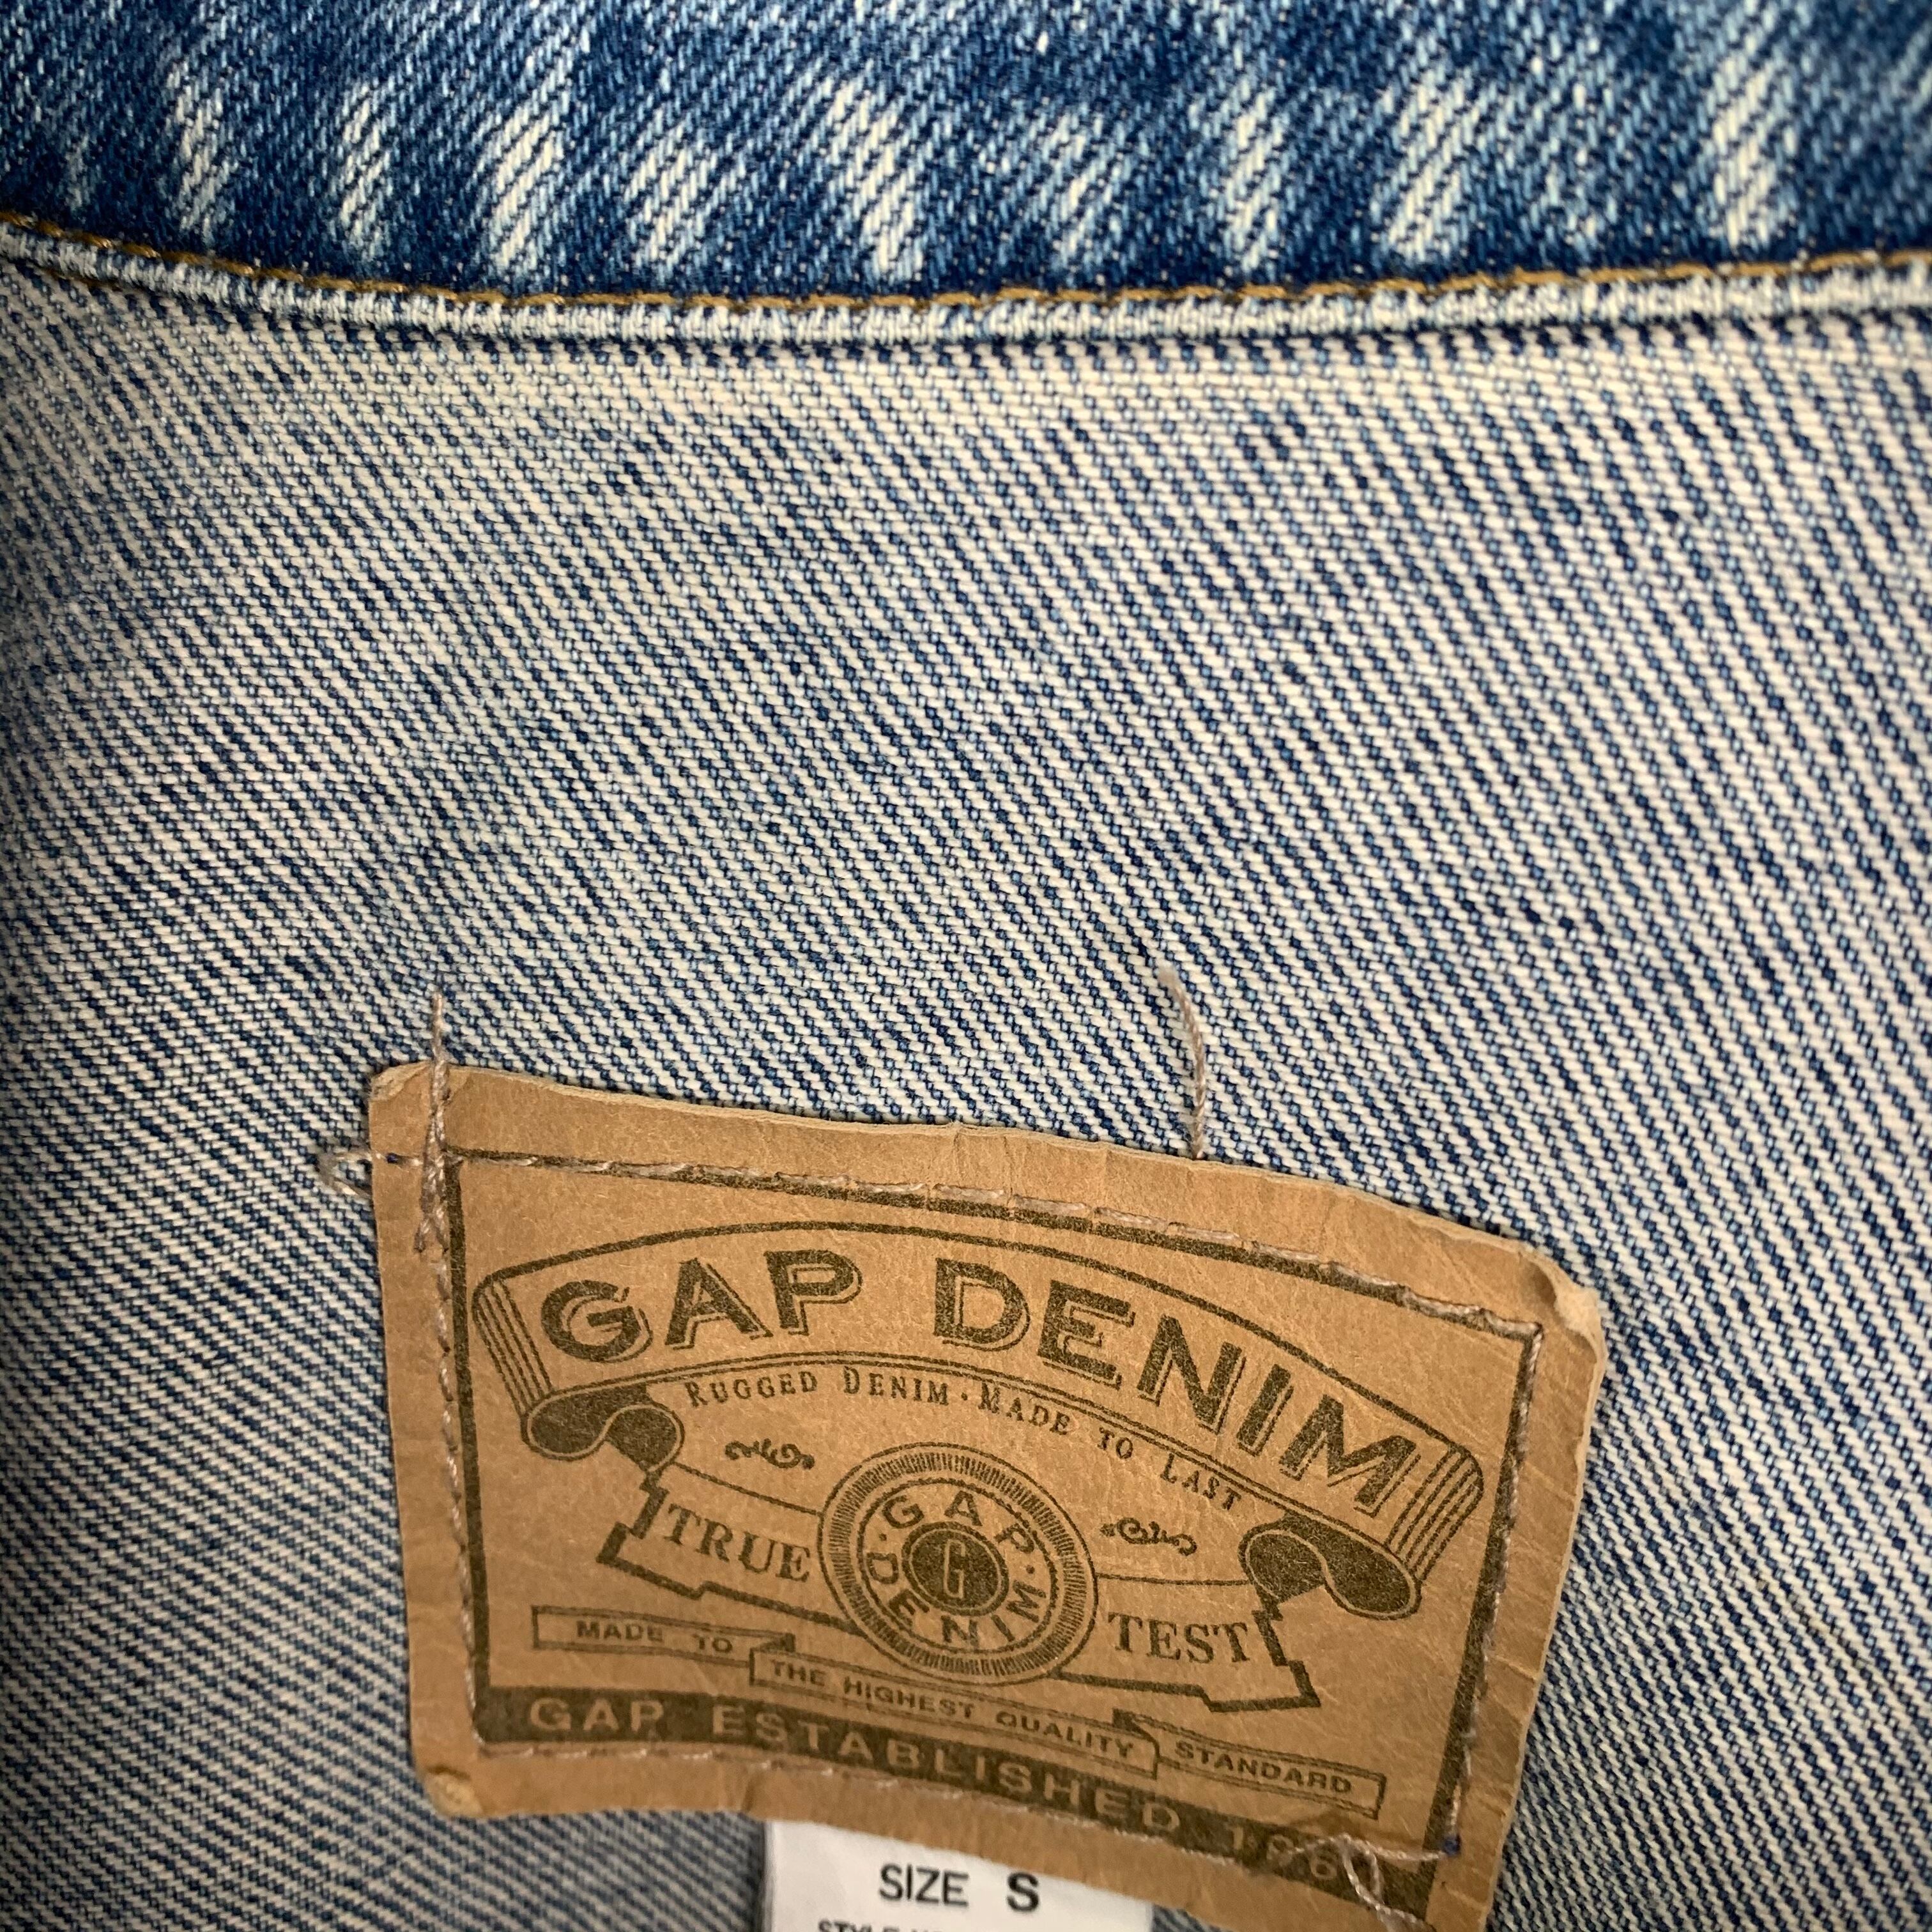 GAP DENIM
RUGGED DENIM · MADE TO LAST
TRUE TEST
· GAP · DENIM
G
MADE TO
THE HIGHEST QUALITY
STANDARD
GAP ESTABLISHED
SIZE S